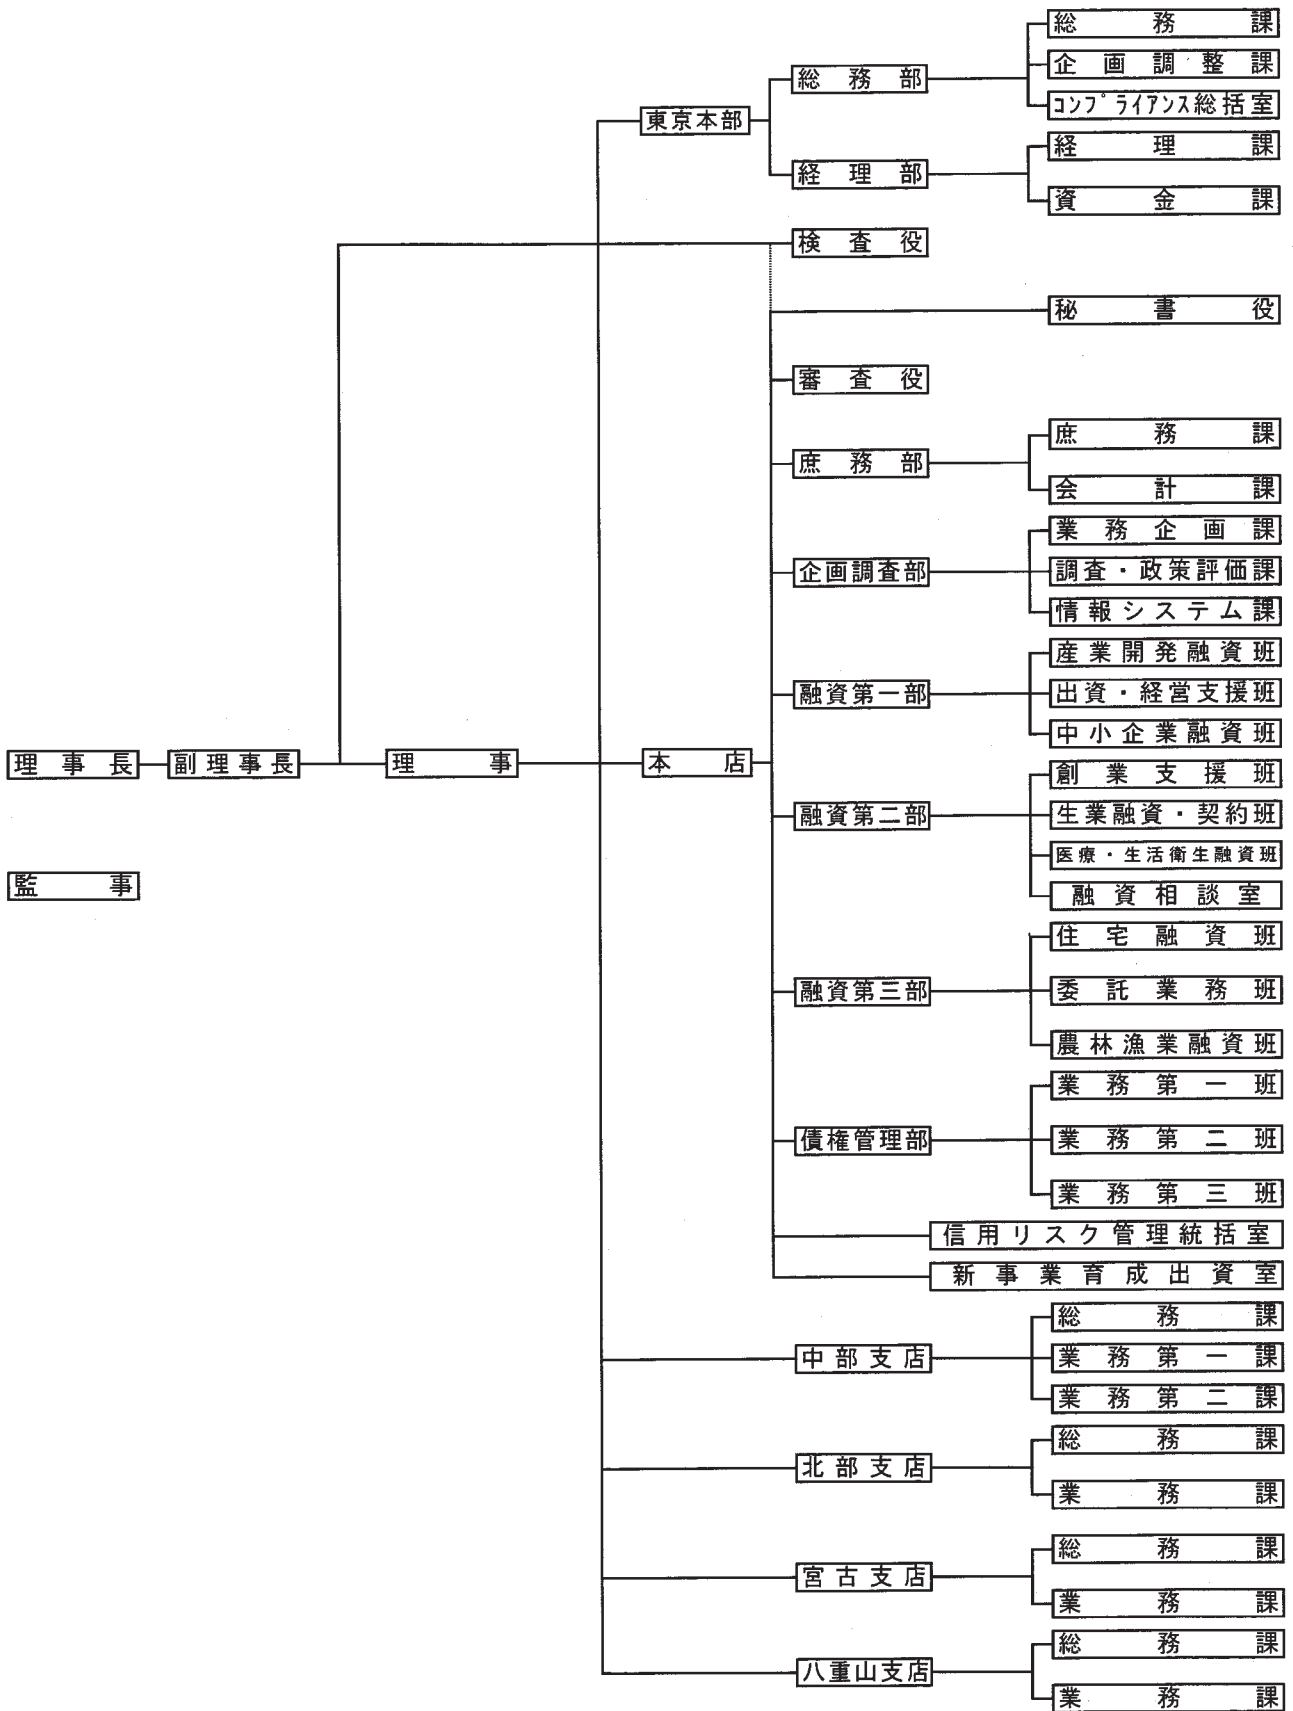 総務課
企画調整課
総務部
コンプライアンス総括室
東京本部
経理課
経理部
資金課
検査役
秘書役
審査役
庶務課
庶務部
会計課
業務企画課
企画調査部
調査・政策評価課
情報システム課
産業開発融資班
融資第一部
出資・経営支援班
中小企業融資班
理事長
副理事長
理事
本店
創業支援班
融資第二部
生業融資・契約班
医療・生活衛生融資班
監事
融資相談室
住宅融資班
融資第三部
委託業務班
農林漁業融資班
業務第一班
債権管理部
業務第二班
業務第三班
信用リスク管理統括室
新事業育成出資室
総務課
中部支店
業務第一課
業務第二課
総務課
北部支店
業務課
総務課
宮古支店
業務課
総務課
八重山支店
業務課